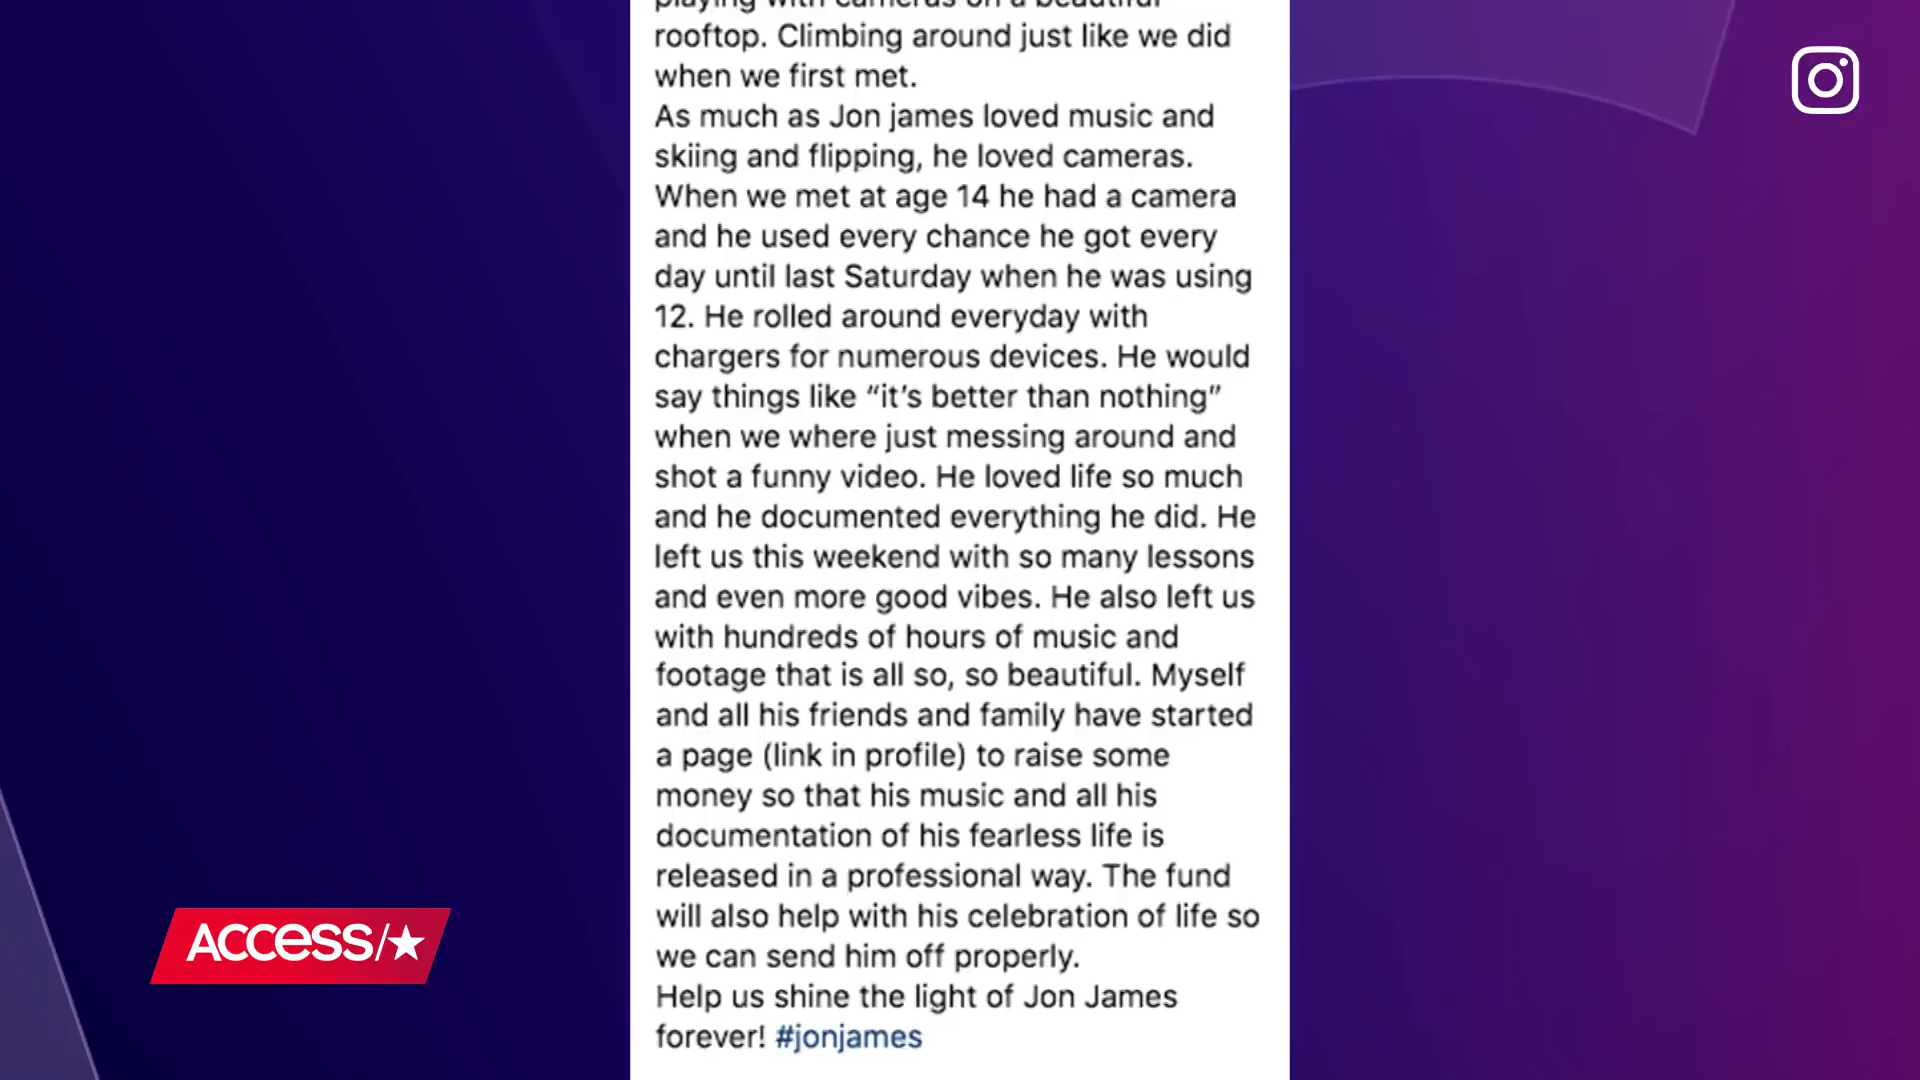 playing with cameras on a beautiful
rooftop. Climbing around just like we did
when we first met.
As much as Jon james loved music and
skiing and flipping, he loved cameras.
When we met at age 14 he had a camera
and he used every chance he got every
day until last Saturday when he was using
12. He rolled around everyday with
chargers for numerous devices. He would
say things like “it’s better than nothing”
when we where just messing around and
shot a funny video. He loved life so much
and he documented everything he did. He
left us this weekend with so many lessons
and even more good vibes. He also left us
with hundreds of hours of music and
footage that is all so, so beautiful. Myself
and all his friends and family have started
a page (link in profile) to raise some
money so that his music and all his
documentation of his fearless life is
released in a professional way. The fund
will also help with his celebration of life so
we can send him off properly.
Help us shine the light of Jon James
forever! #jonjames
ACCESS/